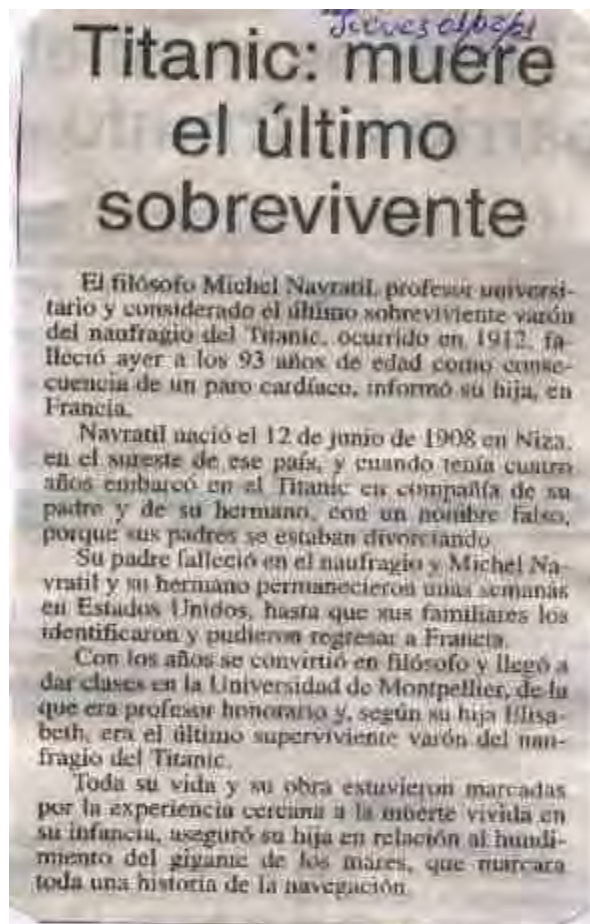 Jueves 01/02/01
Titanic: muere
el último
sobreviviente
El filósofo Michel Navratil, profesor universi-
tario y considerado el último sobreviviente varón
del naufragio del Titanic, ocurrido en 1912, fa-
lleció ayer a los 93 años de edad como conse-
cuencia de un paro cardíaco, informó su hija, en
Francia.
Navratil nació el 12 de junio de 1908 en Niza,
en el sureste de ese país, y cuando tenía cuatro
años embarcó en el Titanic en compañía de su
padre y de su hermano, con un nombre falso,
porque sus padres se estaban divorciando.
Su padre falleció en el naufragio y Michel Na-
vratil y su hermano permanecieron unas semanas
en Estados Unidos, hasta que sus familiares los
identificaron y pudieron regresar a Francia.
Con los años se convirtió en filósofo y llegó a
dar clases en la Universidad de Montpellier, de la
que era profesor honorario y, según su hija Elisa-
beth, era el último superviviente varón del nau-
fragio del Titanic.
Toda su vida y su obra estuvieron marcadas
por la experiencia cercana a la muerte vivida en
su infancia, aseguró su hija en relación al hundi-
miento del gigante de los mares, que marcara
toda una historia de la navegación.